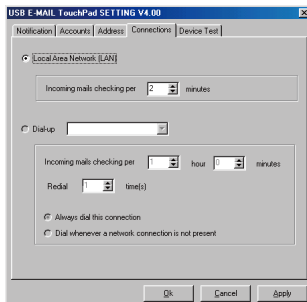 USB E-MAIL TouchPad SETTING V4.00
Notification Accounts Address Connections Device Test
Local Area Network (LAN)
Incoming mails checking per 2 minutes
Dial-up
Incoming mails checking per 1 hour 0 minutes
Redial 1 time(s)
Always dial this connection
Dial whenever a network connection is not present
Ok Cancel Apply